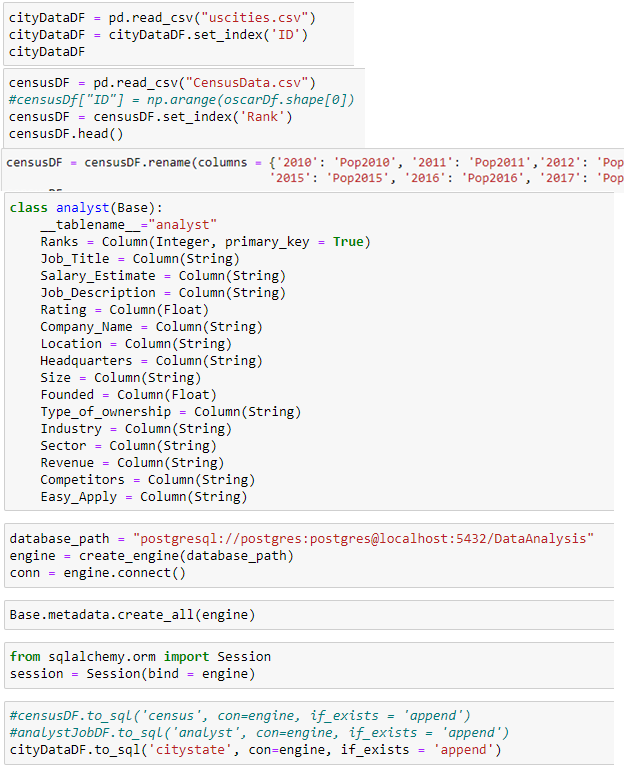 cityDataDF = pd.read_csv("uscities.csv")
cityDataDF = cityDataDF.set_index('ID')
cityDataDF
censusDF = pd.read_csv("CensusData.csv")
#censusDf["ID"] = np.arange(oscarDf.shape[0])
censusDF = censusDF.set_index('Rank')
censusDF.head()
censusDF = censusDF.rename(columns = {'2010': 'Pop2010', '2011': 'Pop2011','2012': 'Pop
'2015': 'Pop2015', '2016': 'Pop2016', '2017': 'Pop
class analyst(Base):
    __tablename__="analyst"
    Ranks = Column(Integer, primary_key = True)
    Job_Title = Column(String)
    Salary_Estimate = Column(String)
    Job_Description = Column(String)
    Rating = Column(Float)
    Company_Name = Column(String)
    Location = Column(String)
    Headquarters = Column(String)
    Size = Column(String)
    Founded = Column(Float)
    Type_of_ownership = Column(String)
    Industry = Column(String)
    Sector = Column(String)
    Revenue = Column(String)
    Competitors = Column(String)
    Easy_Apply = Column(String)
database_path = "postgresql://postgres:postgres@localhost:5432/DataAnalysis"
engine = create_engine(database_path)
conn = engine.connect()
Base.metadata.create_all(engine)
from sqlalchemy.orm import Session
session = Session(bind = engine)
#censusDF.to_sql('census', con=engine, if_exists = 'append')
#analystJobDF.to_sql('analyst', con=engine, if_exists = 'append')
cityDataDF.to_sql('citystate', con=engine, if_exists = 'append')